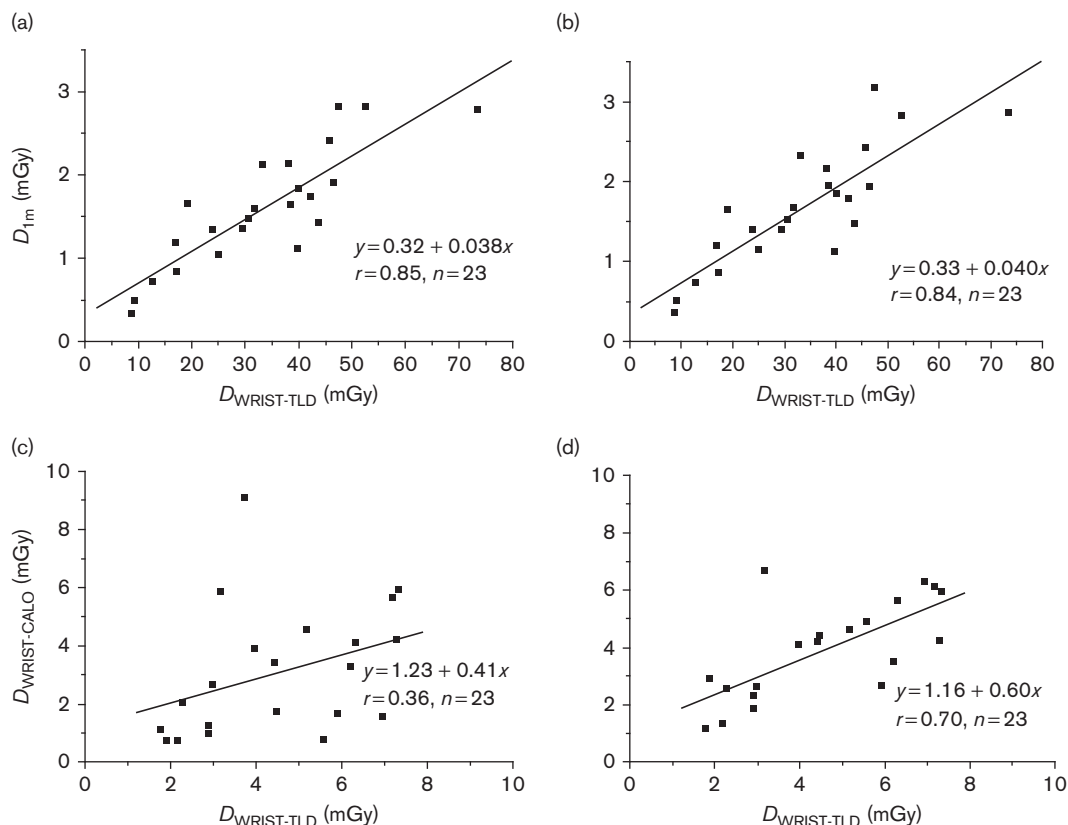 (a)
3
2
1
0
D1m (mGy)
0 10 20 30 40 50 60 70 80
DWRIST-TLD (mGy)
y=0.32+0.038x
r=0.85, n=23
(b)
3
2
1
0
0 10 20 30 40 50 60 70 80
DWRIST-TLD (mGy)
y=0.33+0.040x
r=0.84, n=23
(c)
10
8
6
4
2
0
DWRIST-CALO (mGy)
0 2 4 6 8 10
DWRIST-TLD (mGy)
y=1.23+0.41x
r=0.36, n=23
(d)
10
8
6
4
2
0
0 2 4 6 8 10
DWRIST-TLD (mGy)
y=1.16+0.60x
r=0.70, n=23